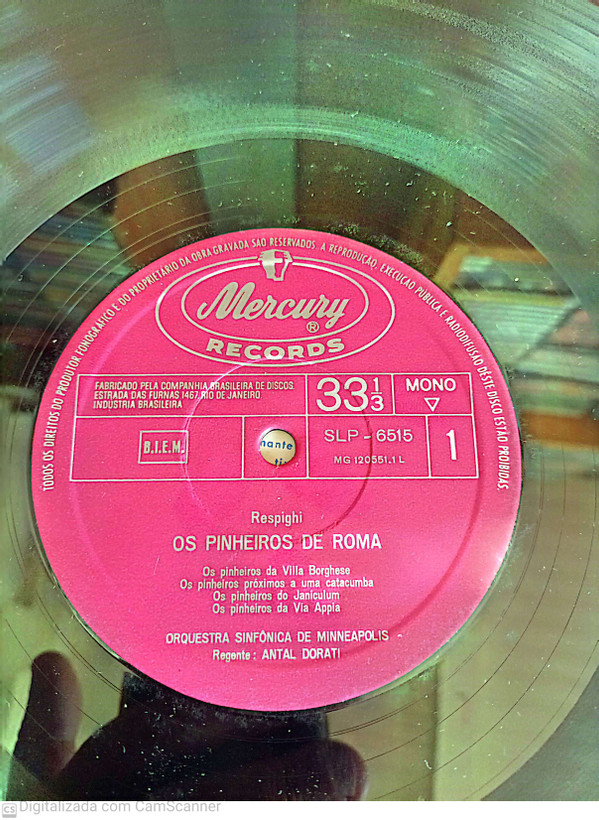 TODOS OS DIREITOS DO PRODUTOR FONOGRÁFICO E DO PROPRIETÁRIO DA OBRA GRAVADA SÃO RESERVADOS. A REPRODUÇÃO, EXECUÇÃO PÚBLICA E RADIODIFUSÃO DÊSTE DISCO ESTÃO PROIBIDAS.
Mercury ®
RECORDS
FABRICADO PELA COMPANHIA BRASILEIRA DE DISCOS
ESTRADA DAS FURNAS 1467 RIO DE JANEIRO
INDÚSTRIA BRASILEIRA
33 1/3
MONO
B.I.E.M.
nante
SLP - 6515
MG 120551.1 L
1
Respighi
OS PINHEIROS DE ROMA
Os pinheiros da Villa Borghese
Os pinheiros próximos a uma catacumba
Os pinheiros do Janiculum
Os pinheiros da Via Appia
ORQUESTRA SINFÔNICA DE MINNEAPOLIS
Regente : ANTAL DORATI
CS Digitalizada com CamScanner